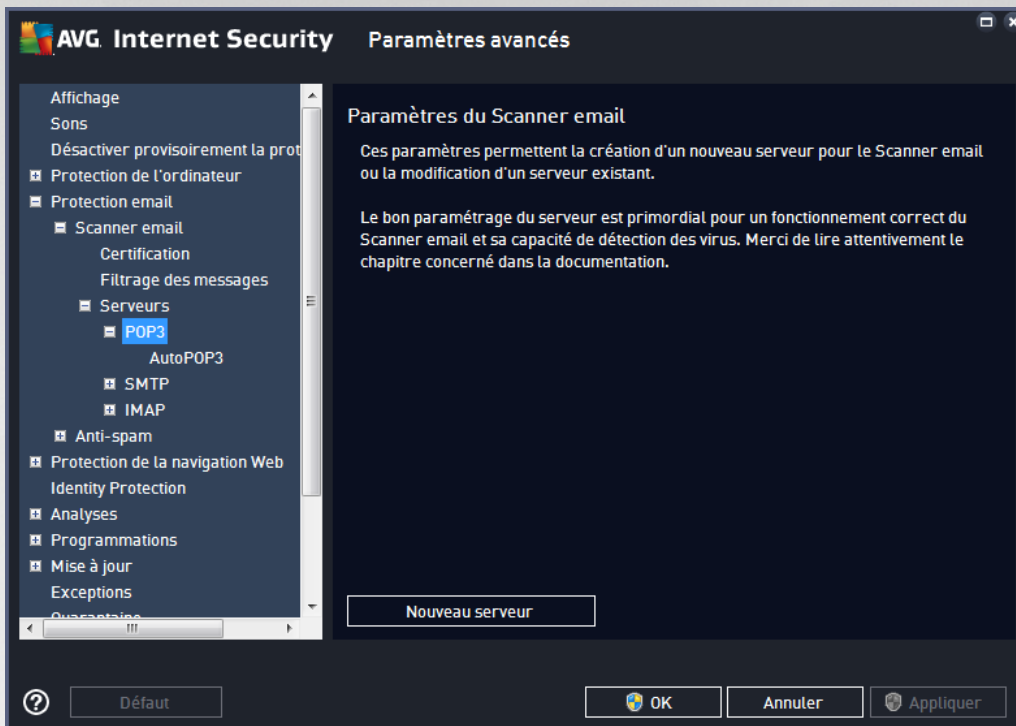 AVG. Internet Security
Paramètres avancés
Affichage
Sons
Désactiver provisoirement la prot
Protection de l'ordinateur
Protection email
Scanner email
Certification
Filtrage des messages
Serveurs
POP3
AutoPOP3
SMTP
IMAP
Anti-spam
Protection de la navigation Web
Identity Protection
Analyses
Programmations
Mise à jour
Exceptions
Quarantaine
Paramètres du Scanner email
Ces paramètres permettent la création d'un nouveau serveur pour le Scanner email
ou la modification d'un serveur existant.
Le bon paramétrage du serveur est primordial pour un fonctionnement correct du
Scanner email et sa capacité de détection des virus. Merci de lire attentivement le
chapitre concerné dans la documentation.
Nouveau serveur
Défaut
OK
Annuler
Appliquer